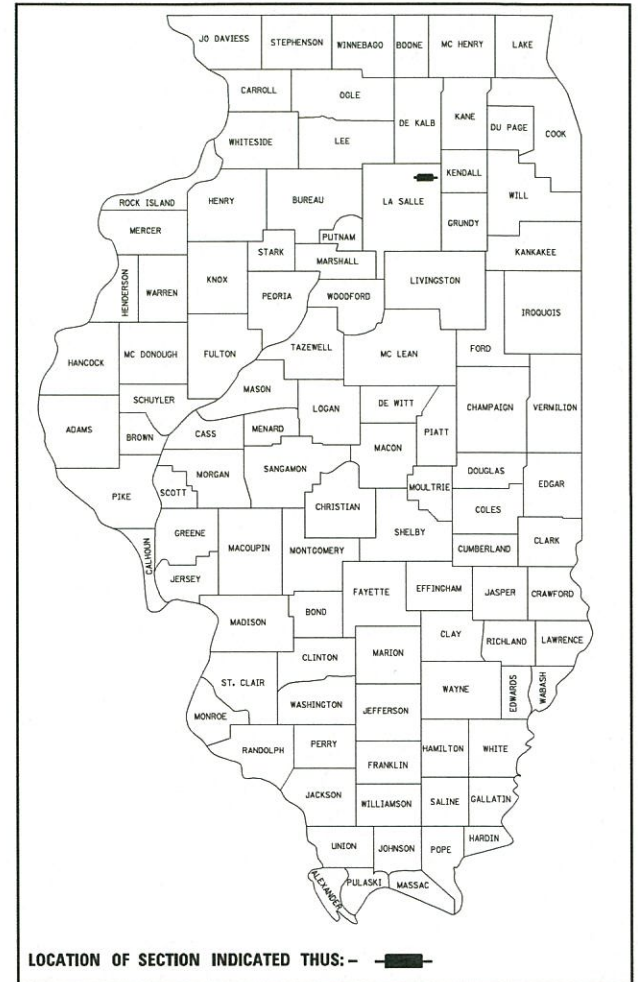 JO DAVIESS STEPHENSON WINNEBAGO BOONE MC HENRY LAKE
CARROLL OGLE DE KALB KANE DU PAGE COOK
WHITESIDE LEE
KENDALL
WILL
ROCK ISLAND HENRY BUREAU LA SALLE
MERCER PUTNAM GRUNDY
STARK KANKAKEE
MARSHALL
HENDERSON WARREN KNOX LIVINGSTON
PEORIA WOODFORD IROQUOIS
HANCOCK MC DONOUGH FULTON TAZEWELL MC LEAN FORD
MASON
SCHUYLER LOGAN DE WITT CHAMPAIGN VERMILION
ADAMS BROWN CASS MENARD PIATT
MACON
MORGAN SANGAMON DOUGLAS
PIKE SCOTT MOULTRIE EDGAR
CHRISTIAN COLES
GREENE SHELBY
CALHOUN MACOUPIN MONTGOMERY CUMBERLAND CLARK
JERSEY
FAYETTE EFFINGHAM JASPER CRAWFORD
MADISON BOND
CLAY RICHLAND LAWRENCE
CLINTON MARION
ST. CLAIR WAYNE EDWARDS WABASH
WASHINGTON JEFFERSON
MONROE
RANDOLPH PERRY HAMILTON WHITE
FRANKLIN
JACKSON WILLIAMSON SALINE GALLATIN
HARDIN
UNION JOHNSON POPE
ALEXANDER PULASKI MASSAC
LOCATION OF SECTION INDICATED THUS: –